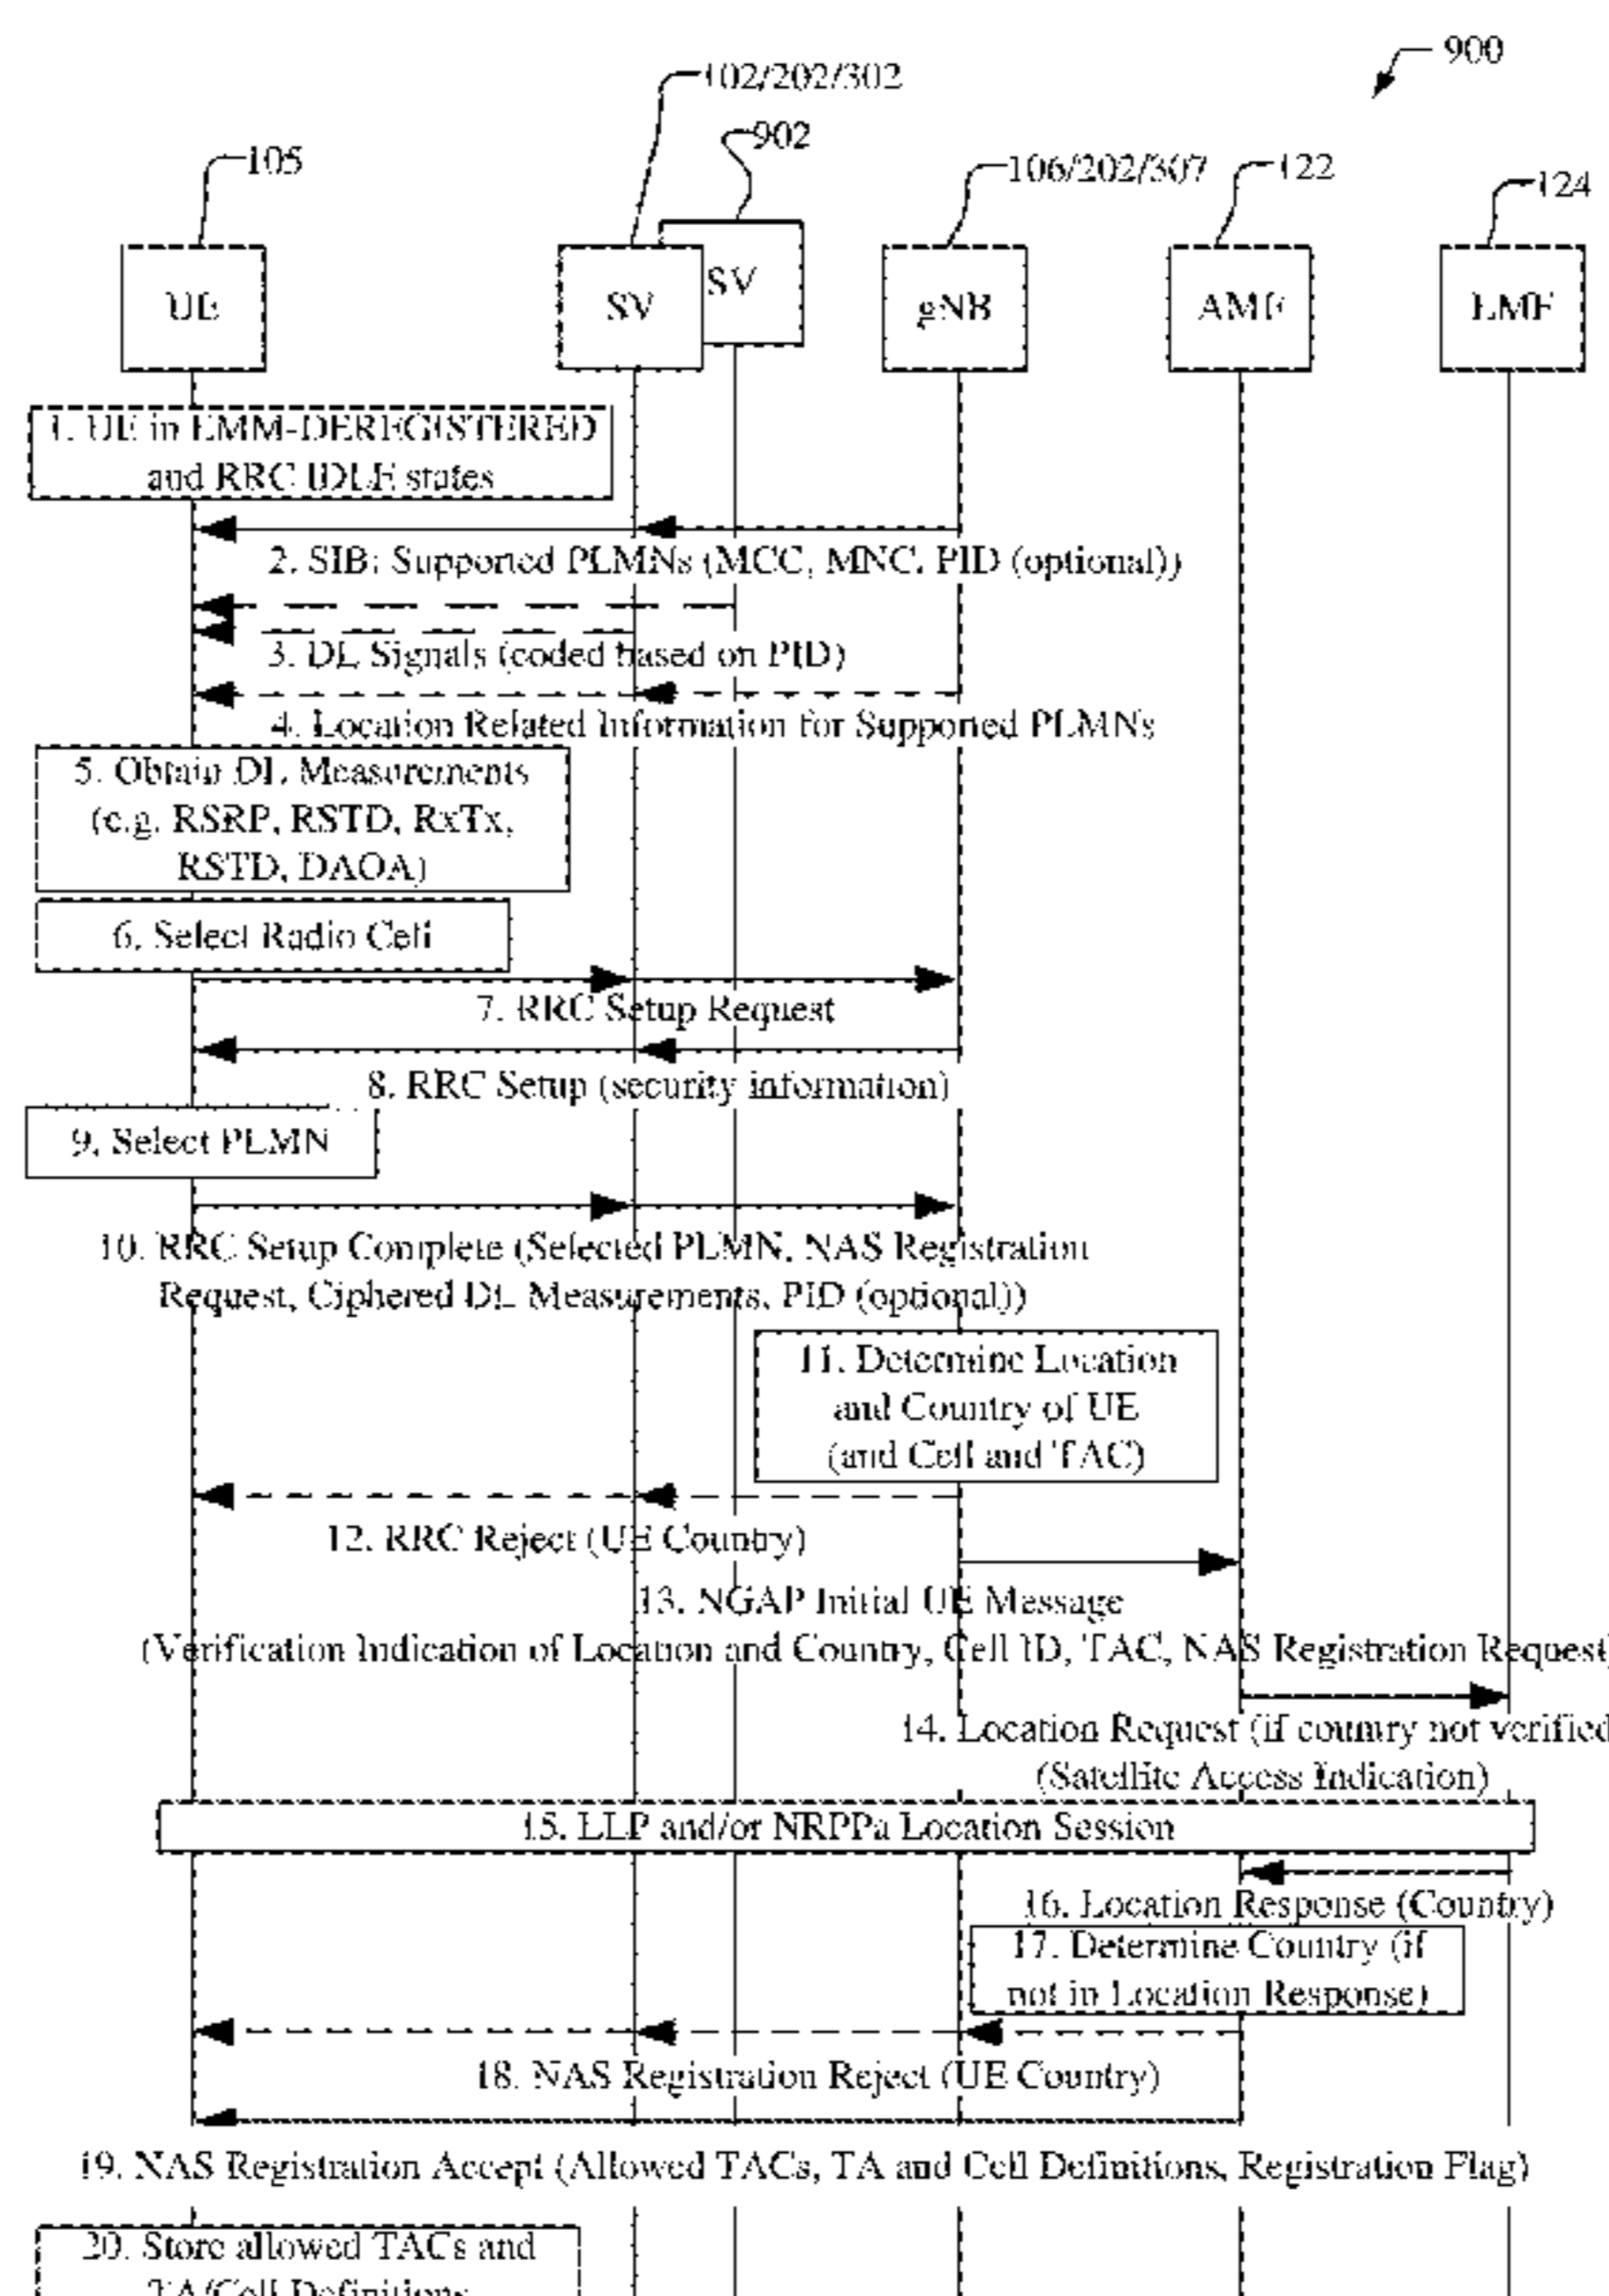 900
102/202/302
902
105
106/202/307
122
124
UE
SV
SV
gNB
AMF
LMF
1. UE in EMM-DEREGISTERED
and RRC IDLE states
2. SIB: Supported PLMNs (MCC, MNC, PID (optional))
3. DL Signals (coded based on PID)
4. Location Related Information for Supported PLMNs
5. Obtain DL Measurements
(e.g. RSRP, RSTD, RxTx,
RSTD, DAOA)
6. Select Radio Cell
7. RRC Setup Request
8. RRC Setup (security information)
9. Select PLMN
10. RRC Setup Complete (Selected PLMN, NAS Registration
Request, Ciphered DL Measurements, PID (optional))
11. Determine Location
and Country of UE
(and Cell and TAC)
12. RRC Reject (UE Country)
13. NGAP Initial UE Message
(Verification Indication of Location and Country, Cell ID, TAC, NAS Registration Request)
14. Location Request (if country not verified
(Satellite Access Indication)
15. LLP and/or NRPPa Location Session
16. Location Response (Country)
17. Determine Country (if
not in Location Response)
18. NAS Registration Reject (UE Country)
19. NAS Registration Accept (Allowed TACs, TA and Cell Definitions, Registration Flag)
20. Store allowed TACs and
TA/Cell Definitions